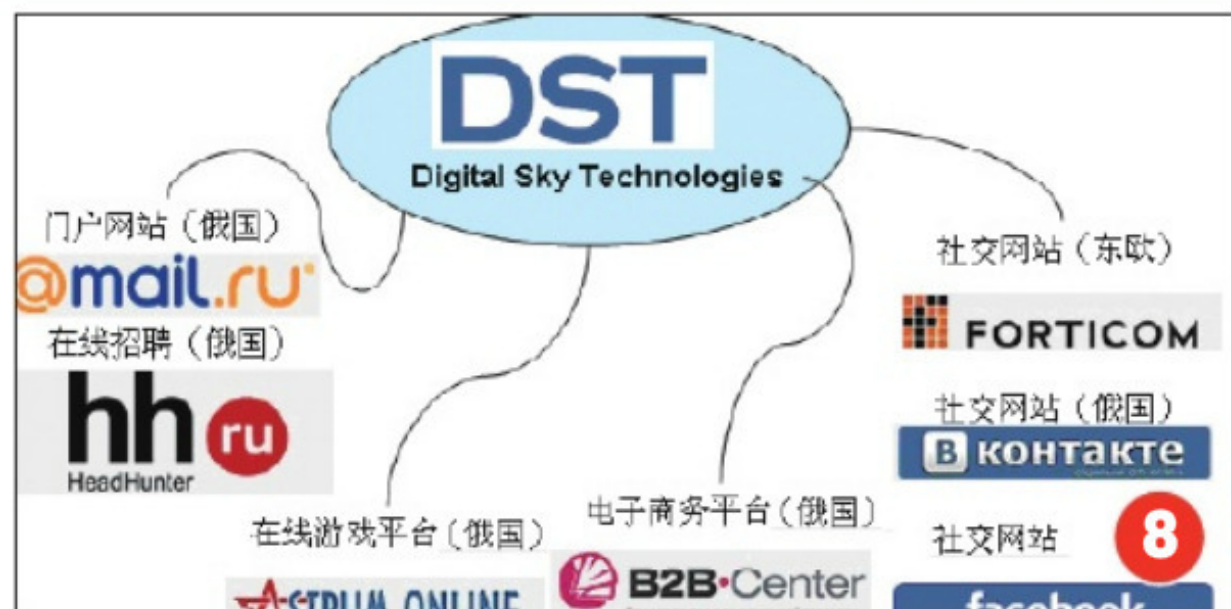 DST
Digital Sky Technologies
门户网站（俄国）
@mail.ru
在线招聘（俄国）
hh ru
HeadHunter
在线游戏平台（俄国）
ASTRUM ONLINE
电子商务平台（俄国）
B2B•Center
社交网站（东欧）
FORTICOM
社交网站（俄国）
В контакте
社交网站
8
facebook